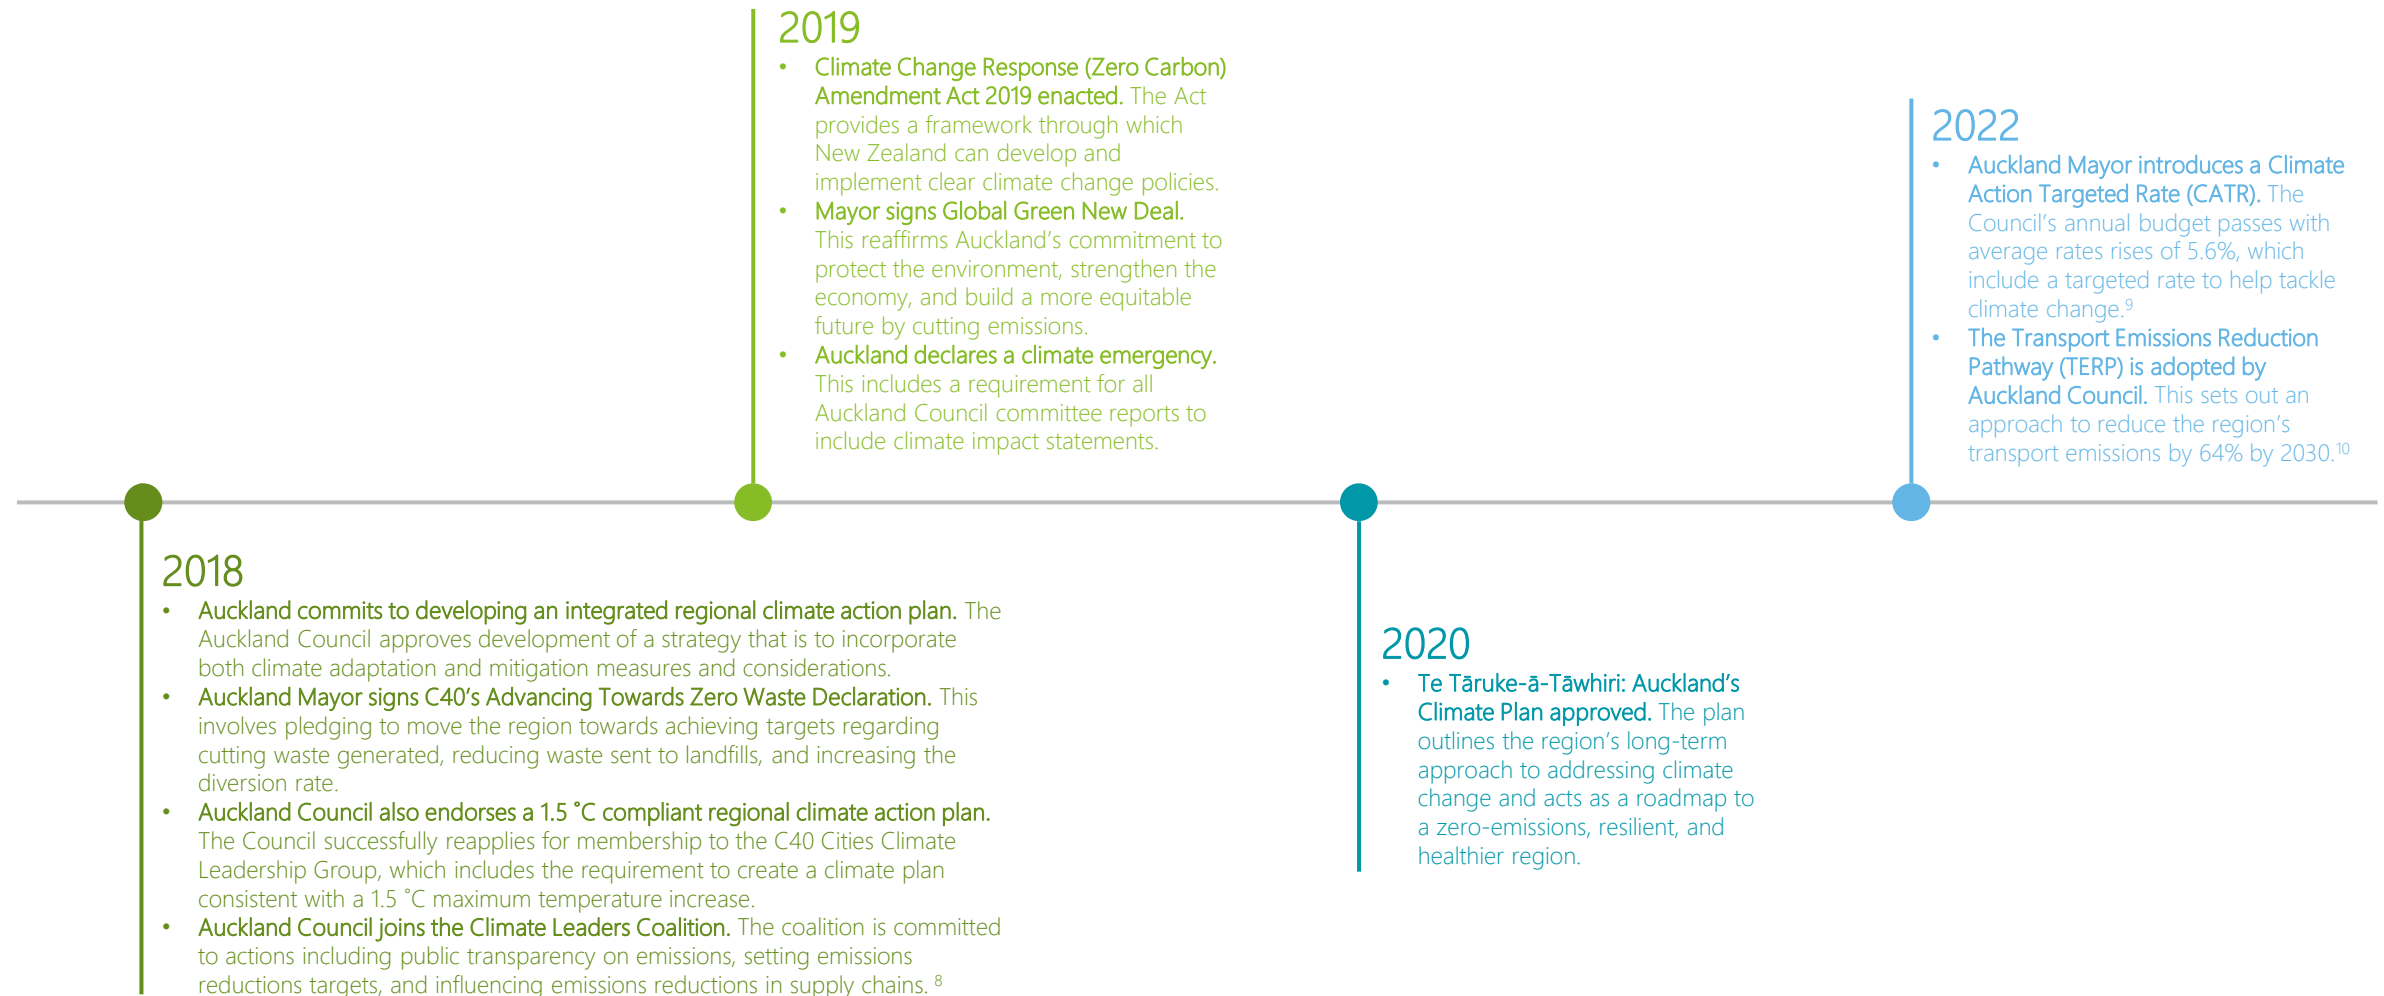 2019
• Climate Change Response (Zero Carbon)
Amendment Act 2019 enacted. The Act
provides a framework through which
New Zealand can develop and
implement clear climate change policies.
• Mayor signs Global Green New Deal.
This reaffirms Auckland’s commitment to
protect the environment, strengthen the
economy, and build a more equitable
future by cutting emissions.
• Auckland declares a climate emergency.
This includes a requirement for all
Auckland Council committee reports to
include climate impact statements.
2022
• Auckland Mayor introduces a Climate
Action Targeted Rate (CATR). The
Council’s annual budget passes with
average rates rises of 5.6%, which
include a targeted rate to help tackle
climate change.⁹
• The Transport Emissions Reduction
Pathway (TERP) is adopted by
Auckland Council. This sets out an
approach to reduce the region’s
transport emissions by 64% by 2030.¹⁰
2018
• Auckland commits to developing an integrated regional climate action plan. The
Auckland Council approves development of a strategy that is to incorporate
both climate adaptation and mitigation measures and considerations.
• Auckland Mayor signs C40’s Advancing Towards Zero Waste Declaration. This
involves pledging to move the region towards achieving targets regarding
cutting waste generated, reducing waste sent to landfills, and increasing the
diversion rate.
• Auckland Council also endorses a 1.5 ˚C compliant regional climate action plan.
The Council successfully reapplies for membership to the C40 Cities Climate
Leadership Group, which includes the requirement to create a climate plan
consistent with a 1.5 ˚C maximum temperature increase.
• Auckland Council joins the Climate Leaders Coalition. The coalition is committed
to actions including public transparency on emissions, setting emissions
reductions targets, and influencing emissions reductions in supply chains. ⁸
2020
• Te Tāruke-ā-Tāwhiri: Auckland’s
Climate Plan approved. The plan
outlines the region’s long-term
approach to addressing climate
change and acts as a roadmap to
a zero-emissions, resilient, and
healthier region.